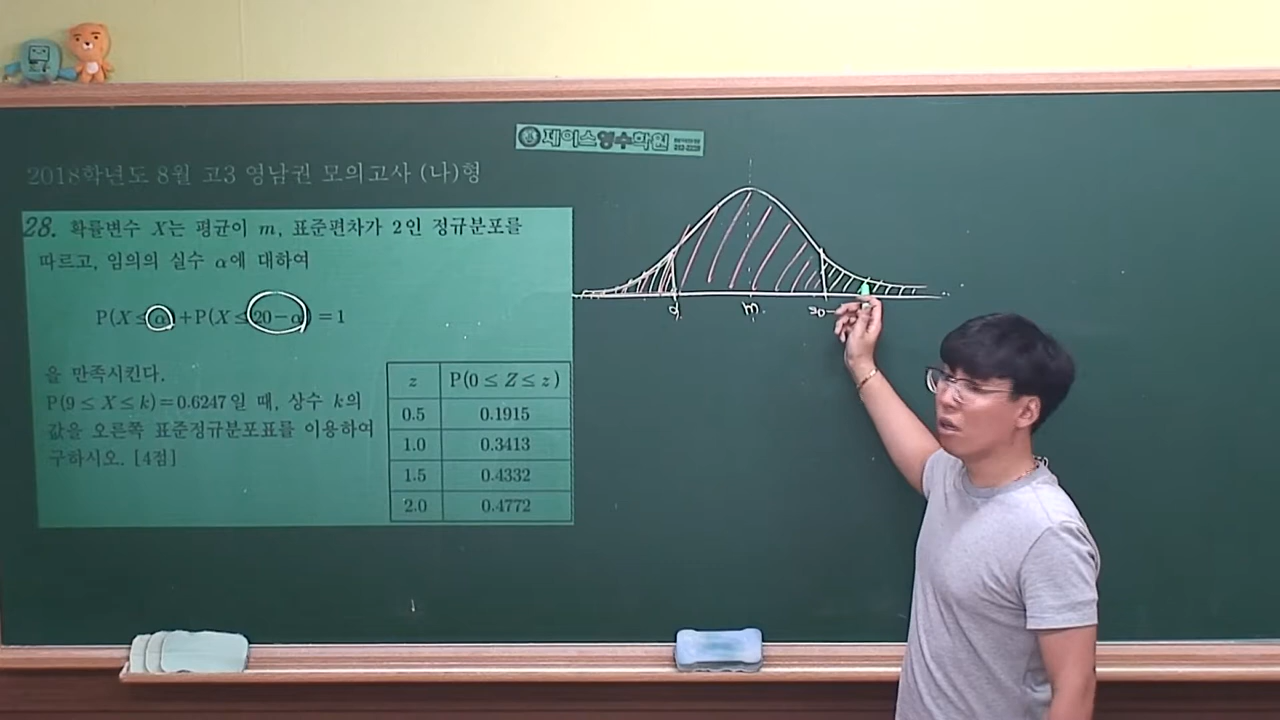 제이스영수학원
2018학년도 8월 고3 영남권 모의고사 (나)형
28. 확률변수 X는 평균이 m, 표준편차가 2인 정규분포를
따르고, 임의의 실수 α에 대하여
P(X≤α)+P(X≤20-α)=1
을 만족시킨다.
P(9≤X≤k)=0.6247일 때, 상수 k의
값을 오른쪽 표준정규분포표를 이용하여
구하시오. [4점]
z P(0≤Z≤z)
0.5 0.1915
1.0 0.3413
1.5 0.4332
2.0 0.4772
α m 20-